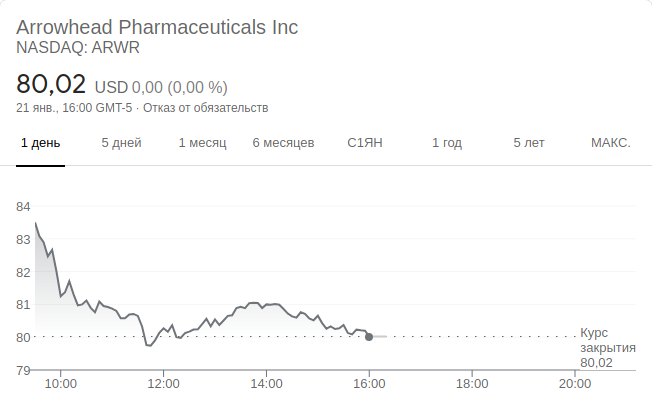 Arrowhead Pharmaceuticals Inc
NASDAQ: ARWR
80,02 USD 0,00 (0,00 %)
21 янв., 16:00 GMT-5 · Отказ от обязательств
1 день 5 дней 1 месяц 6 месяцев С1ЯН 1 год 5 лет МАКС.
84
83
82
81
80
79
Курс
закрытия
80,02
10:00 12:00 14:00 16:00 18:00 20:00